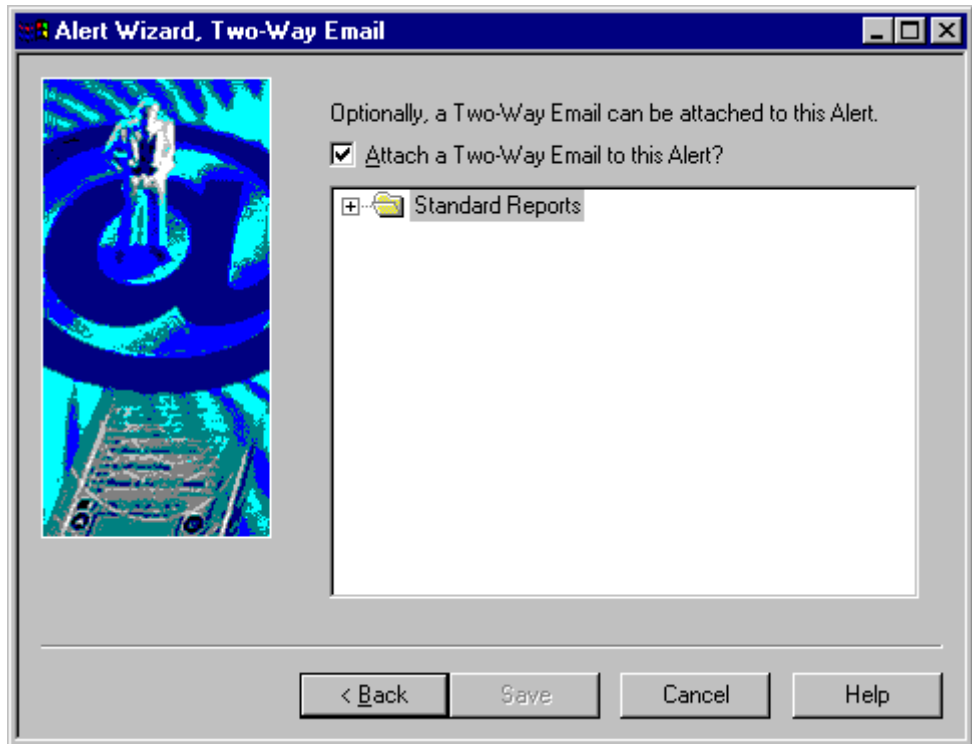 Alert Wizard, Two-Way Email
Optionally, a Two-Way Email can be attached to this Alert.
Attach a Two-Way Email to this Alert?
Standard Reports
< Back
Save
Cancel
Help